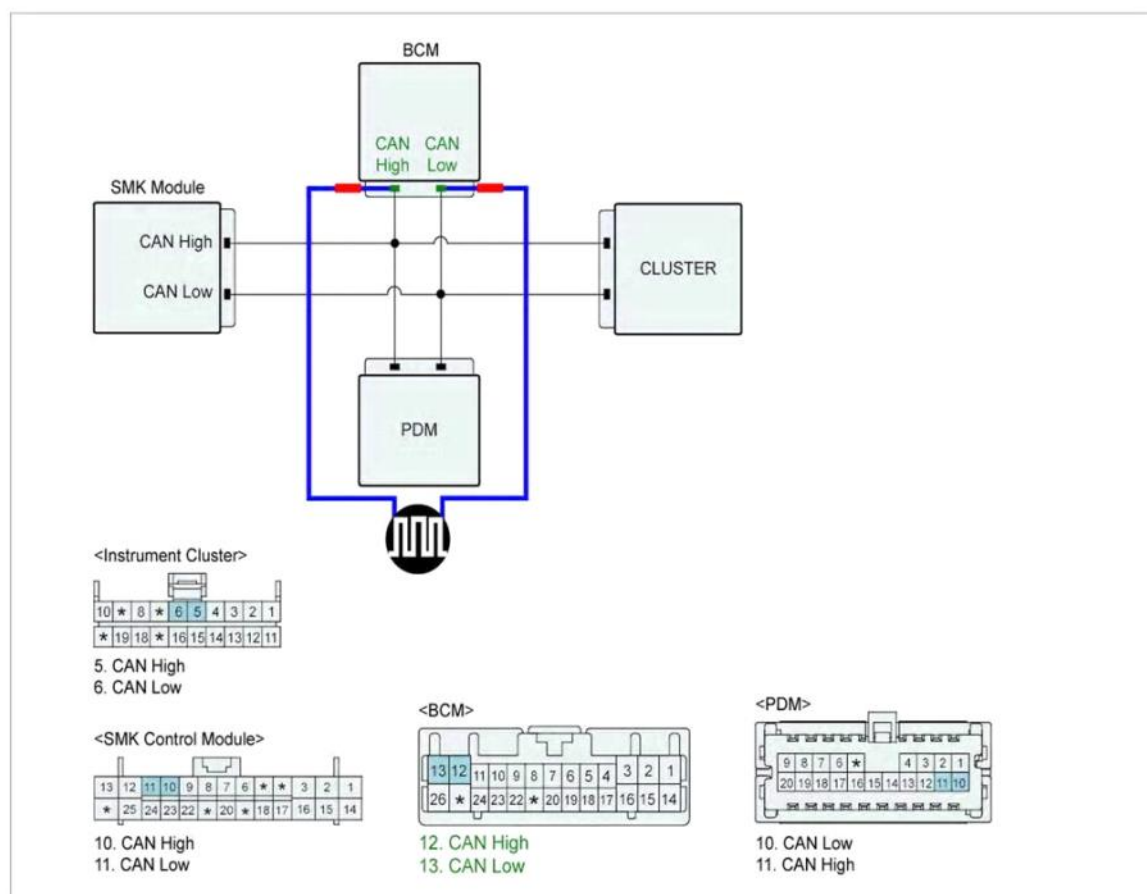 BCM
CAN CAN
High Low
SMK Module
CAN High
CAN Low
CLUSTER
PDM
<Instrument Cluster>
10 * 8 * 6 5 4 3 2 1
* 19 18 * 16 15 14 13 12 11
5. CAN High
6. CAN Low
<SMK Control Module>
13 12 11 10 9 8 7 6 * * 3 2 1
* 25 24 23 22 * 20 * 18 17 16 15 14
10. CAN High
11. CAN Low
<BCM>
13 12 11 10 9 8 7 6 5 4 3 2 1
26 * 24 23 22 * 20 19 18 17 16 15 14
12. CAN High
13. CAN Low
<PDM>
9 8 7 6 * 4 3 2 1
20 19 18 17 16 15 14 13 12 11 10
10. CAN Low
11. CAN High